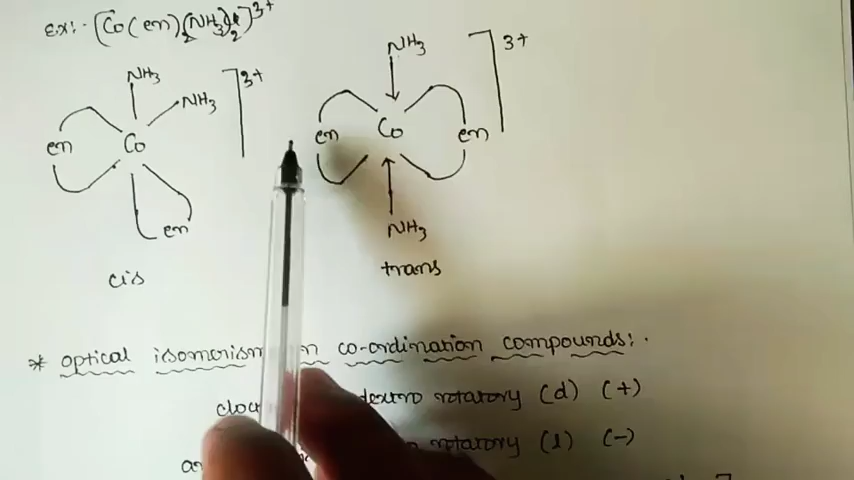 Ex:- [Co(en)2(NH3)2]3+
NH3
NH3
]3+
en
Co
en
cis
NH3
]3+
en
Co
en
NH3
trans
* optical isomerism co-ordination compounds:-
dextro rotatory (d) (+)
rotatory (l) (-)